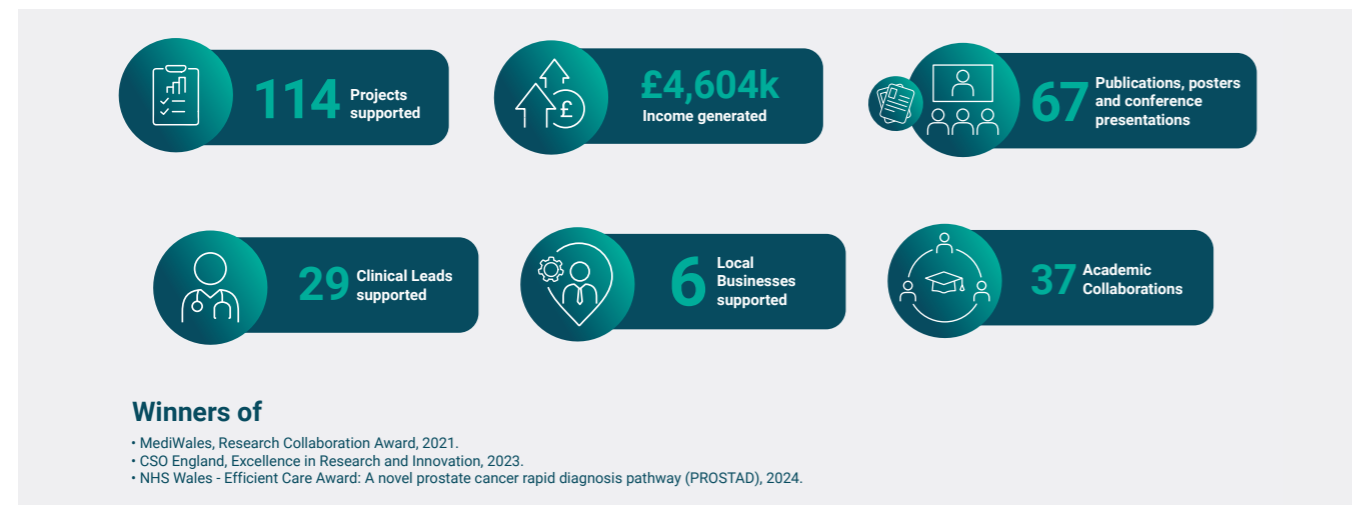 114
Projects
supported
£4,604k
Income generated
67
Publications, posters
and conference
presentations
29
Clinical Leads
supported
6
Local
Businesses
supported
37
Academic
Collaborations
Winners of
• MediWales, Research Collaboration Award, 2021.
• CSO England, Excellence in Research and Innovation, 2023.
• NHS Wales - Efficient Care Award: A novel prostate cancer rapid diagnosis pathway (PROSTAD), 2024.